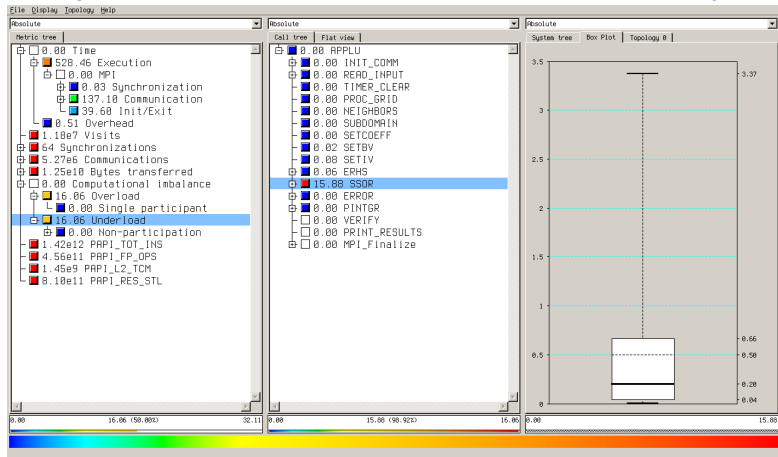 File Display Topology Help
Absolute
Absolute
Absolute
Metric tree
Call tree Flat view
System tree Box Plot Topology 0
0.00 Time
528.46 Execution
0.00 MPI
0.03 Synchronization
137.10 Communication
39.60 Init/Exit
0.51 Overhead
1.18e7 Visits
64 Synchronizations
5.27e6 Communications
1.25e10 Bytes transferred
0.00 Computational imbalance
16.06 Overload
0.00 Single participant
16.06 Underload
0.00 Non-participation
1.42e12 PAPI_TOT_INS
4.56e11 PAPI_FP_OPS
1.45e9 PAPI_L2_TCM
8.10e11 PAPI_RES_STL
0.00 16.06 (50.00%) 32.11
0.00 APPLU
0.00 INIT_COMM
0.00 READ_INPUT
0.00 TIMER_CLEAR
0.00 PROC_GRID
0.00 NEIGHBORS
0.00 SUBDOMAIN
0.00 SETCOEFF
0.02 SETBV
0.08 SETIV
0.06 ERHS
15.88 SSOR
0.00 ERROR
0.00 PINTGR
0.00 VERIFY
0.00 PRINT_RESULTS
0.00 MPI_Finalize
0.00 15.88 (98.92%) 16.06
3.5
3.37
3
2.5
2
1.5
1
0.66
0.5
0.50
0.20
0.04
0
0.00 15.88